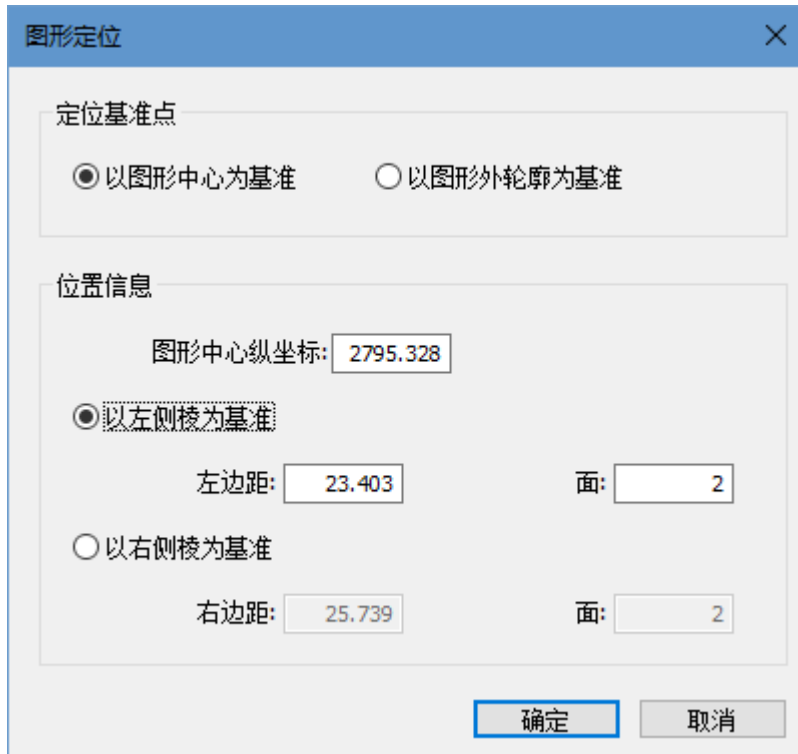 图形定位
定位基准点
以图形中心为基准 以图形外轮廓为基准
位置信息
图形中心纵坐标: 2795.328
以左侧棱为基准
左边距: 23.403 面: 2
以右侧棱为基准
右边距: 25.739 面: 2
确定 取消